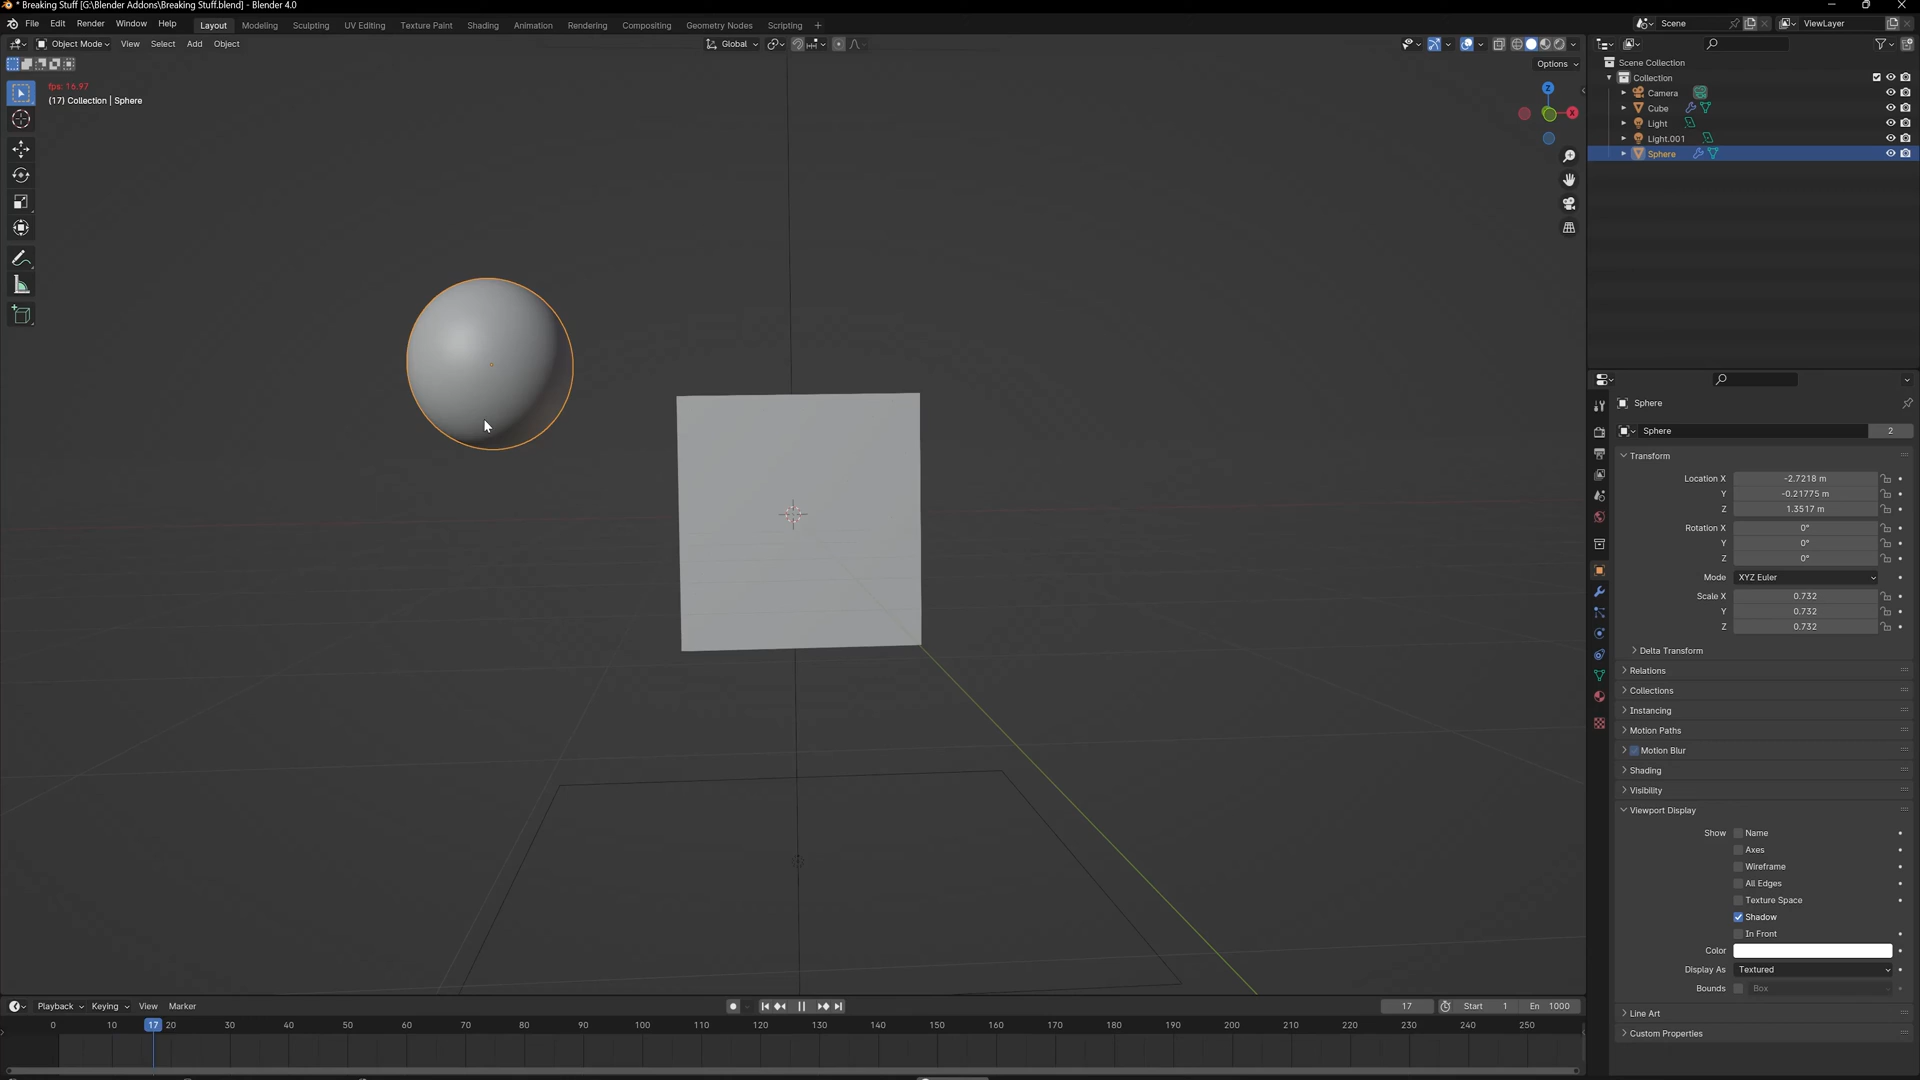 * Breaking Stuff [G:\Blender Addons\Breaking Stuff.blend] - Blender 4.0
File Edit Render Window Help Layout Modeling Sculpting UV Editing Texture Paint Shading Animation Rendering Compositing Geometry Nodes Scripting + Scene ViewLayer
Object Mode View Select Add Object Global
Options
fps: 16.97
(17) Collection | Sphere
Z
X
Scene Collection
Collection
Camera
Cube
Light
Light.001
Sphere
Sphere
Sphere 2
Transform
Location X -2.7218 m
Y -0.21775 m
Z 1.3517 m
Rotation X 0°
Y 0°
Z 0°
Mode XYZ Euler
Scale X 0.732
Y 0.732
Z 0.732
Delta Transform
Relations
Collections
Instancing
Motion Paths
Motion Blur
Shading
Visibility
Viewport Display
Show Name
Axes
Wireframe
All Edges
Texture Space
Shadow
In Front
Color
Display As Textured
Bounds Box
Line Art
Custom Properties
Playback Keying View Marker 17 Start 1 En 1000
0 10 17 20 30 40 50 60 70 80 90 100 110 120 130 140 150 160 170 180 190 200 210 220 230 240 250